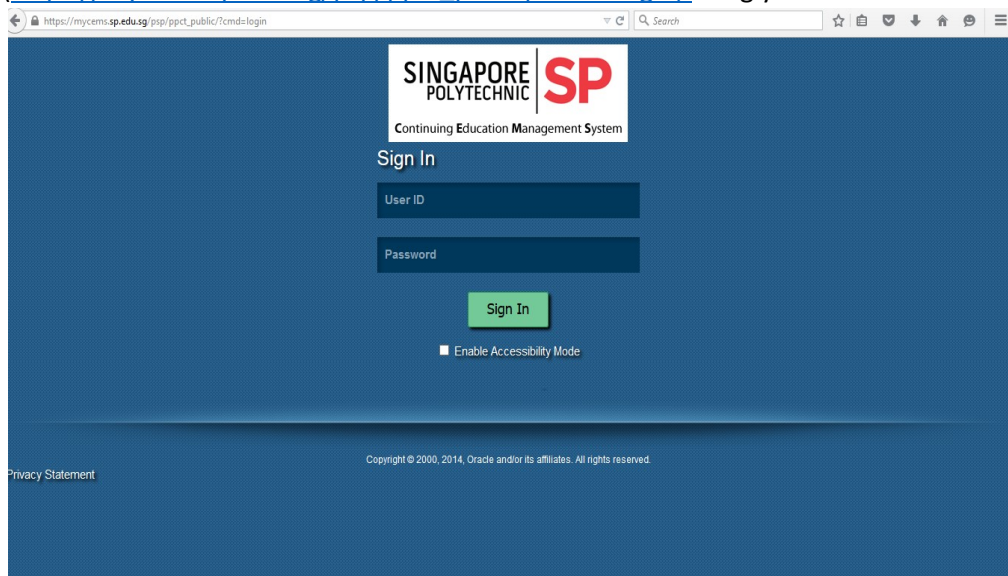 https://mycems.sp.edu.sg/psp/ppct_public/?cmd=login
Search
SINGAPORE
POLYTECHNIC
SP
Continuing Education Management System
Sign In
User ID
Password
Sign In
Enable Accessibility Mode
Copyright © 2000, 2014, Oracle and/or its affiliates. All rights reserved.
Privacy Statement